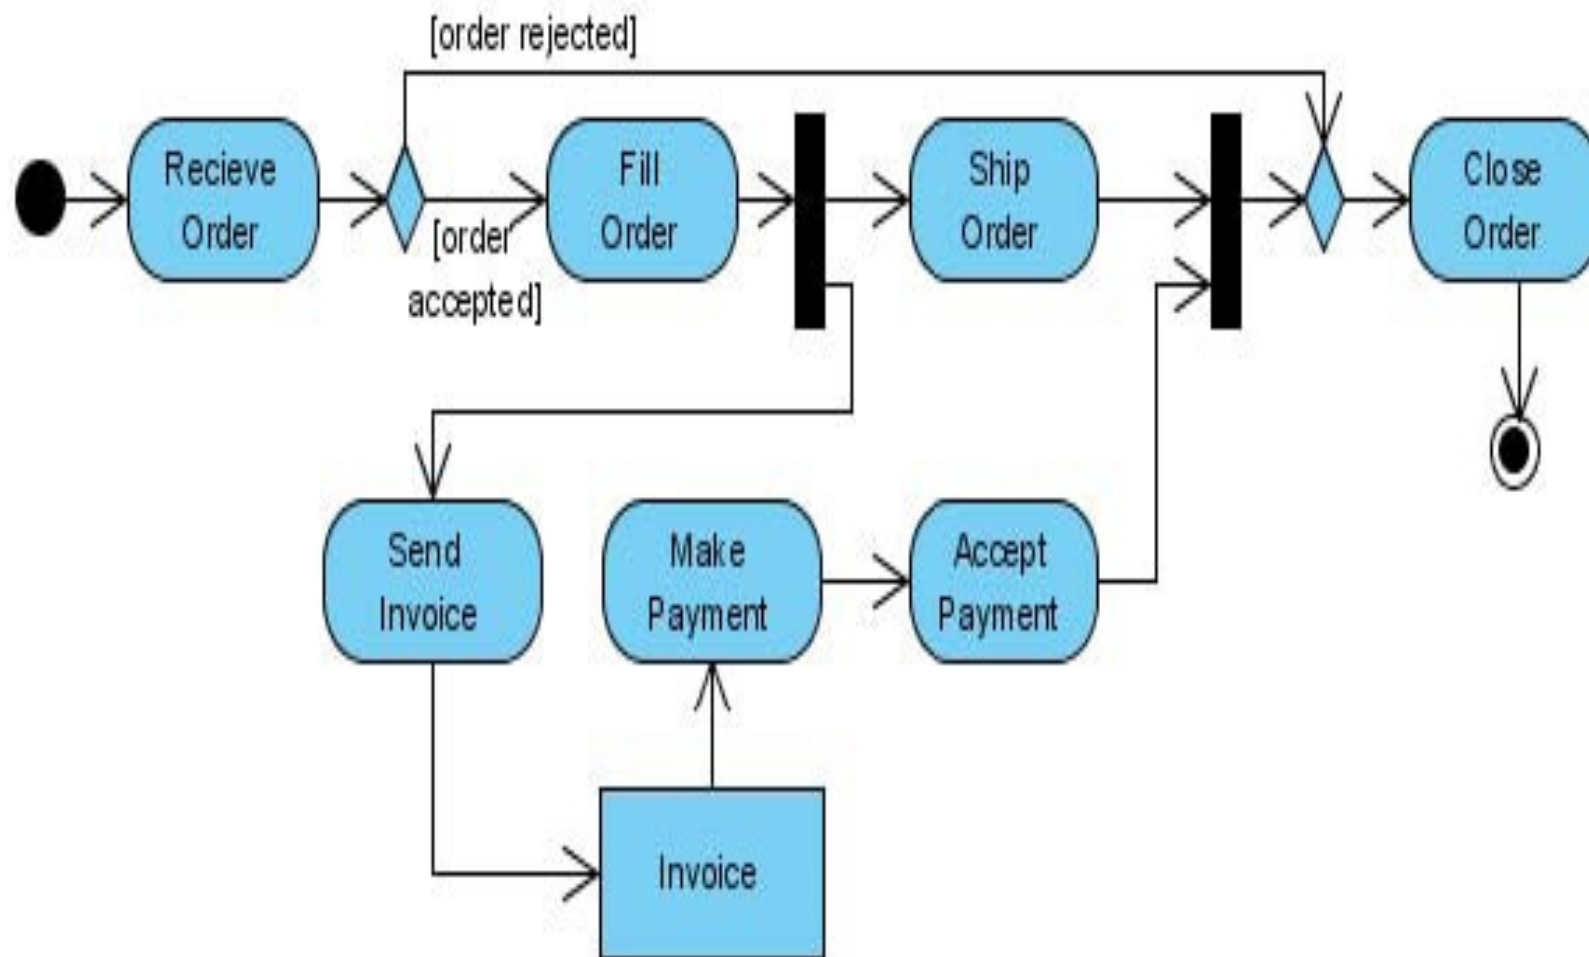 [order rejected]
Recieve
Order
[order
accepted]
Fill
Order
Ship
Order
Close
Order
Send
Invoice
Make
Payment
Accept
Payment
Invoice